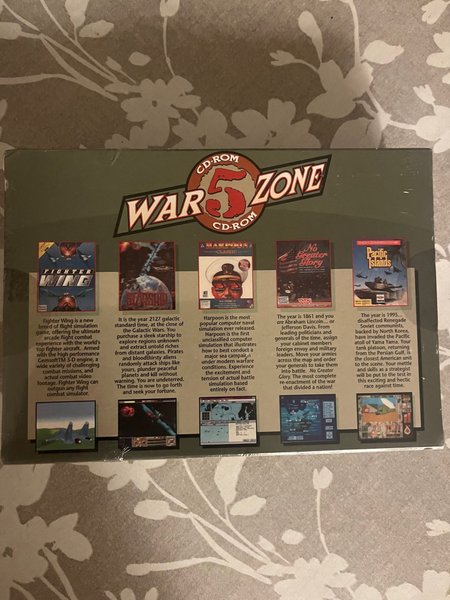 CD-ROM
WAR 5 ZONE
CD-ROM
FIGHTER
WING
HARPOON
CLASSIC
No
Greater
Glory
Pacific
Islands
Fighter Wing is a new
breed of flight simulation
game, offering the ultimate
arcade flight combat
experience with the world's
top fighter aircraft. Armed
with the high performance
wide variety of challenging
combat missions, and
actual combat video
footage. Fighter Wing can
outgun any flight
combat simulator.
It is the year 2127 galactic
standard time, at the close of
the Galactic Wars. You
purchase a blazing starship to
explore regions unknown
and extract untold riches
from distant galaxies. Pirates
and bloodthirsty aliens
randomly attack ships like
yours, plunder peaceful
planets and kill without
warning. You are undeterred.
The time is now to go forth
and seek your fortune.
Harpoon is the most
popular computer naval
simulation ever released.
Harpoon is the first
unclassified computer
simulation that illustrates
how to best conduct a
major sea campaign
under modern warfare
conditions. Experience
the excitement and
tension of actual battle
simulation based
entirely on fact.
The year is 1861 and you
are Abraham Lincoln...or
Jefferson Davis. From
leading politicians and
generals of the time, assign
your cabinet members
foreign envoy and military
leaders. Move your armies
across the map and order
your generals to take them
into battle. No Greater
Glory: The most complete
re-enactment of the war
that divided a nation!
The year is 1995...
disaffected Renegade
Soviet communists,
backed by North Korea,
have invaded the Pacific
atoll of Yama Yama. Your
tank platoon, returning
from the Persian Gulf, is
the closest American unit
to the scene. Your metal
and skills as a strategist
will be put to the test in
this exciting and hectic
race against time.